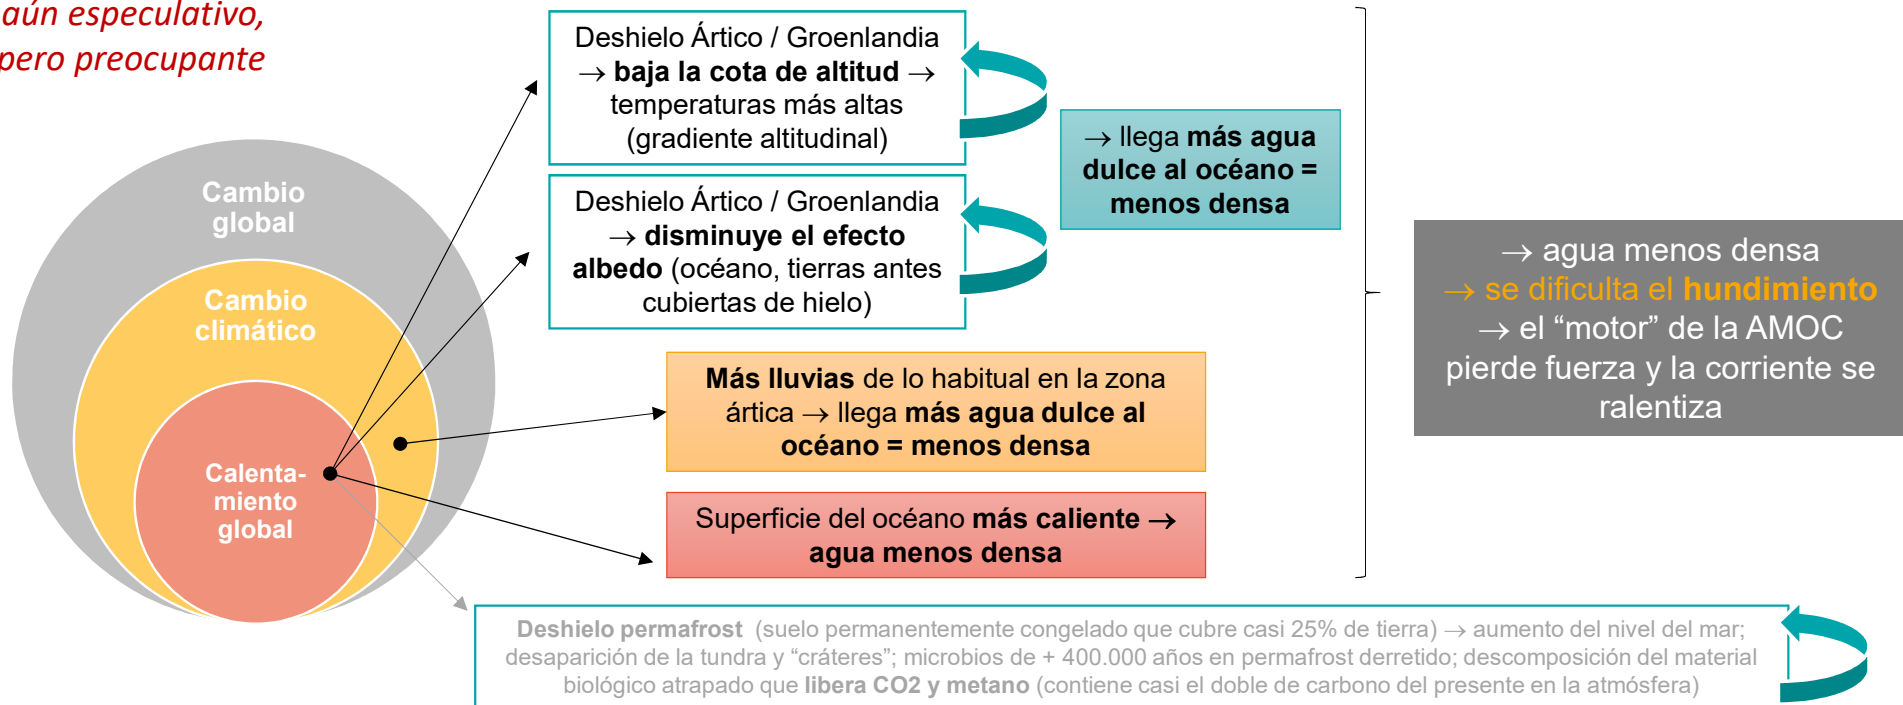 aún especulativo,
pero preocupante
Cambio
global
Cambio
climático
Calenta-
miento
global
Deshielo Ártico / Groenlandia
→ baja la cota de altitud →
temperaturas más altas
(gradiente altitudinal)
Deshielo Ártico / Groenlandia
→ disminuye el efecto
albedo (océano, tierras antes
cubiertas de hielo)
→ llega más agua
dulce al océano =
menos densa
Más lluvias de lo habitual en la zona
ártica → llega más agua dulce al
océano = menos densa
Superficie del océano más caliente →
agua menos densa
→ agua menos densa
→ se dificulta el hundimiento
→ el “motor” de la AMOC
pierde fuerza y la corriente se
ralentiza
Deshielo permafrost (suelo permanentemente congelado que cubre casi 25% de tierra) → aumento del nivel del mar;
desaparición de la tundra y “cráteres”; microbios de + 400.000 años en permafrost derretido; descomposición del material
biológico atrapado que libera CO2 y metano (contiene casi el doble de carbono del presente en la atmósfera)